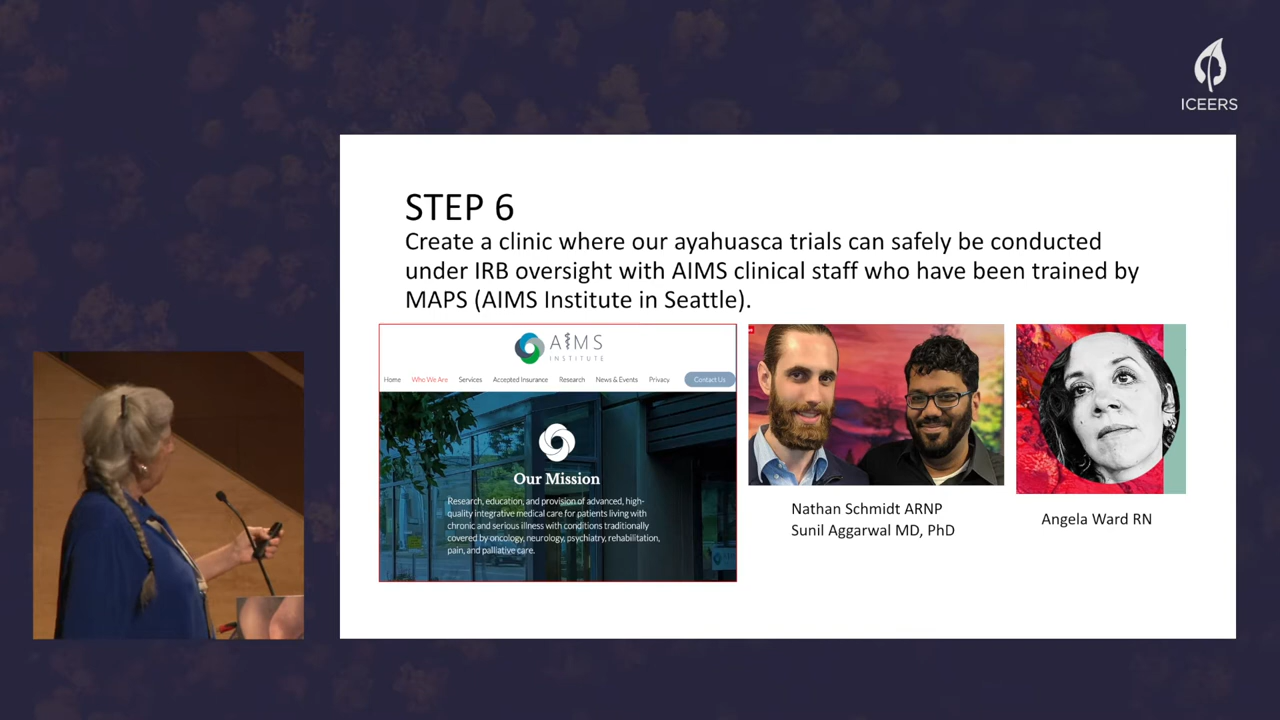 ICEERS
STEP 6
Create a clinic where our ayahuasca trials can safely be conducted
under IRB oversight with AIMS clinical staff who have been trained by
MAPS (AIMS Institute in Seattle).
AIMS
INSTITUTE
Home Who We Are Services Accepted Insurance Research News & Events Privacy Contact Us
Our Mission
Research, education, and provision of advanced, high-
quality integrative medical care for patients living with
chronic and serious illness with conditions traditionally
covered by oncology, neurology, psychiatry, rehabilitation,
pain, and palliative care.
Nathan Schmidt ARNP
Sunil Aggarwal MD, PhD
Angela Ward RN